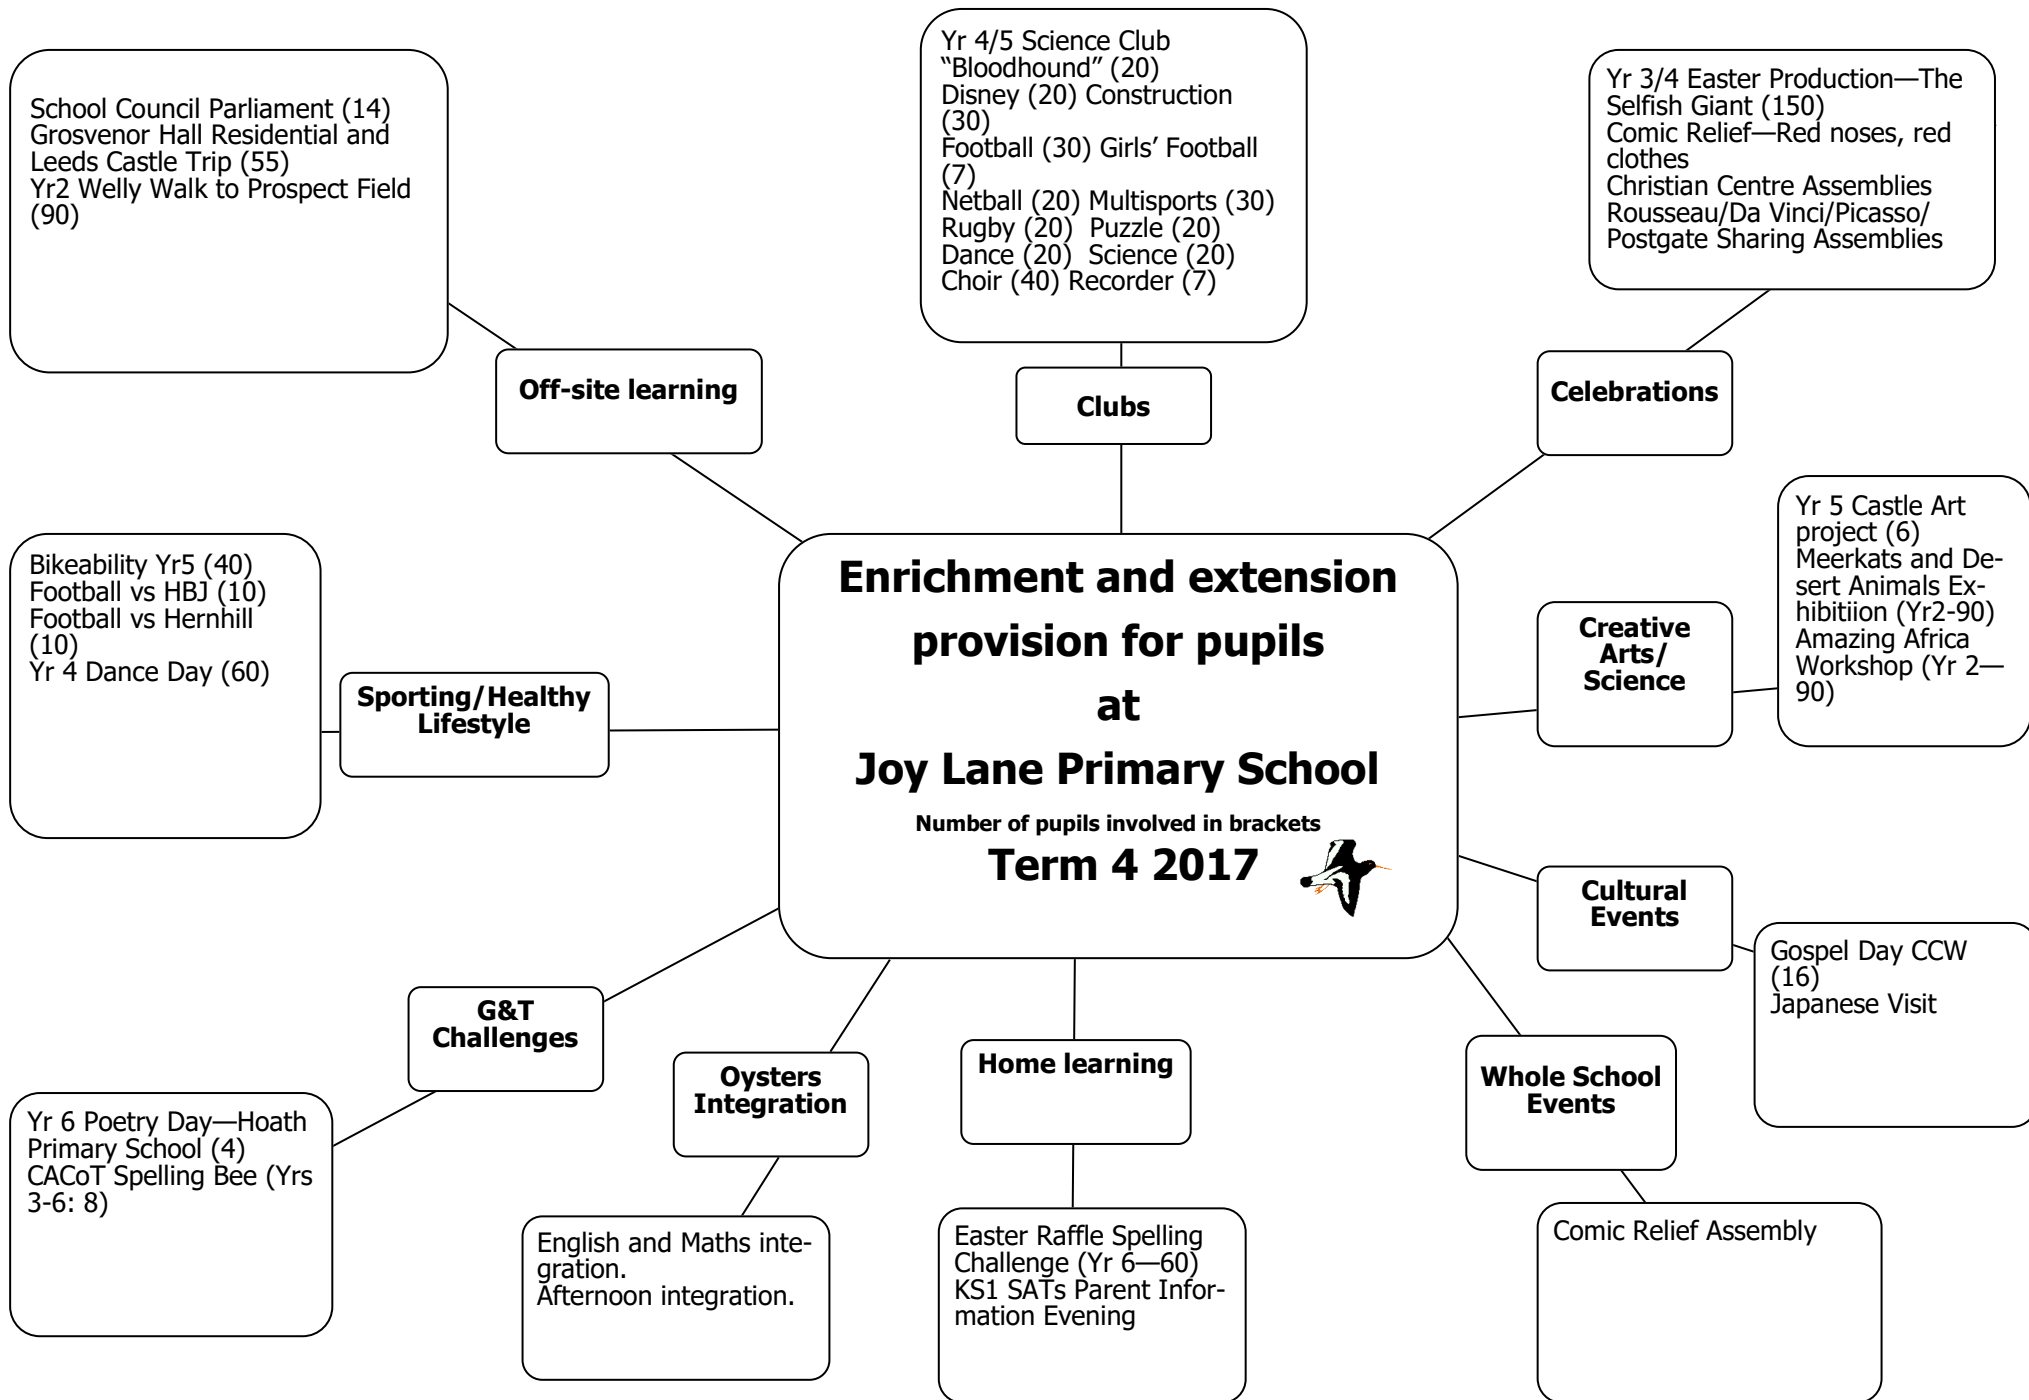 School Council Parliament (14)
Grosvenor Hall Residential and
Leeds Castle Trip (55)
Yr2 Welly Walk to Prospect Field
(90)
Off-site learning
Yr 4/5 Science Club
“Bloodhound” (20)
Disney (20) Construction
(30)
Football (30) Girls’ Football
(7)
Netball (20) Multisports (30)
Rugby (20)  Puzzle (20)
Dance (20)  Science (20)
Choir (40) Recorder (7)
Clubs
Yr 3/4 Easter Production—The
Selfish Giant (150)
Comic Relief—Red noses, red
clothes
Christian Centre Assemblies
Rousseau/Da Vinci/Picasso/
Postgate Sharing Assemblies
Celebrations
Bikeability Yr5 (40)
Football vs HBJ (10)
Football vs Hernhill
(10)
Yr 4 Dance Day (60)
Sporting/Healthy
Lifestyle
Enrichment and extension
provision for pupils
at
Joy Lane Primary School
Number of pupils involved in brackets
Term 4 2017
Yr 5 Castle Art
project (6)
Meerkats and De-
sert Animals Ex-
hibitiion (Yr2-90)
Amazing Africa
Workshop (Yr 2—
90)
Creative
Arts/
Science
Cultural
Events
Gospel Day CCW
(16)
Japanese Visit
G&T
Challenges
Yr 6 Poetry Day—Hoath
Primary School (4)
CACoT Spelling Bee (Yrs
3-6: 8)
Oysters
Integration
English and Maths inte-
gration.
Afternoon integration.
Home learning
Easter Raffle Spelling
Challenge (Yr 6—60)
KS1 SATs Parent Infor-
mation Evening
Whole School
Events
Comic Relief Assembly